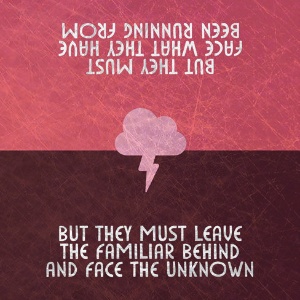 BUT THEY MUST
FACE WHAT THEY HAVE
BEEN RUNNING FROM
BUT THEY MUST LEAVE
THE FAMILIAR BEHIND
AND FACE THE UNKNOWN